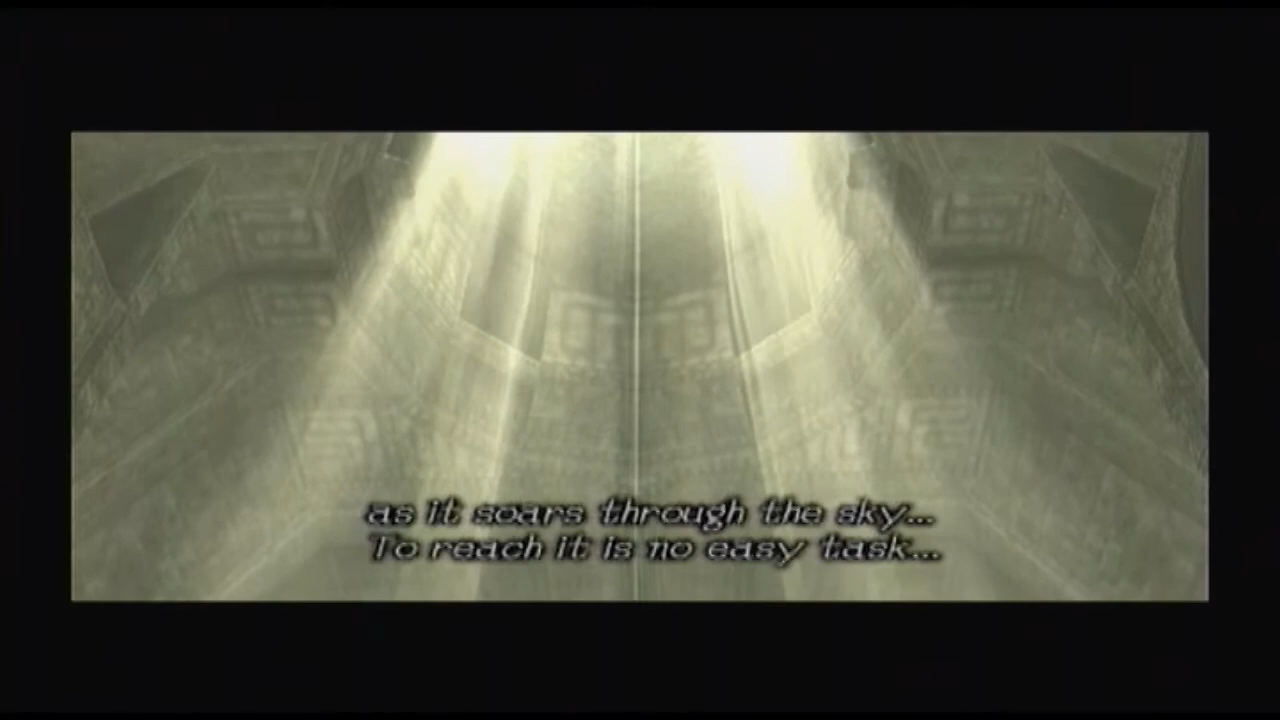 as it soars through the sky...
To reach it is no easy task...